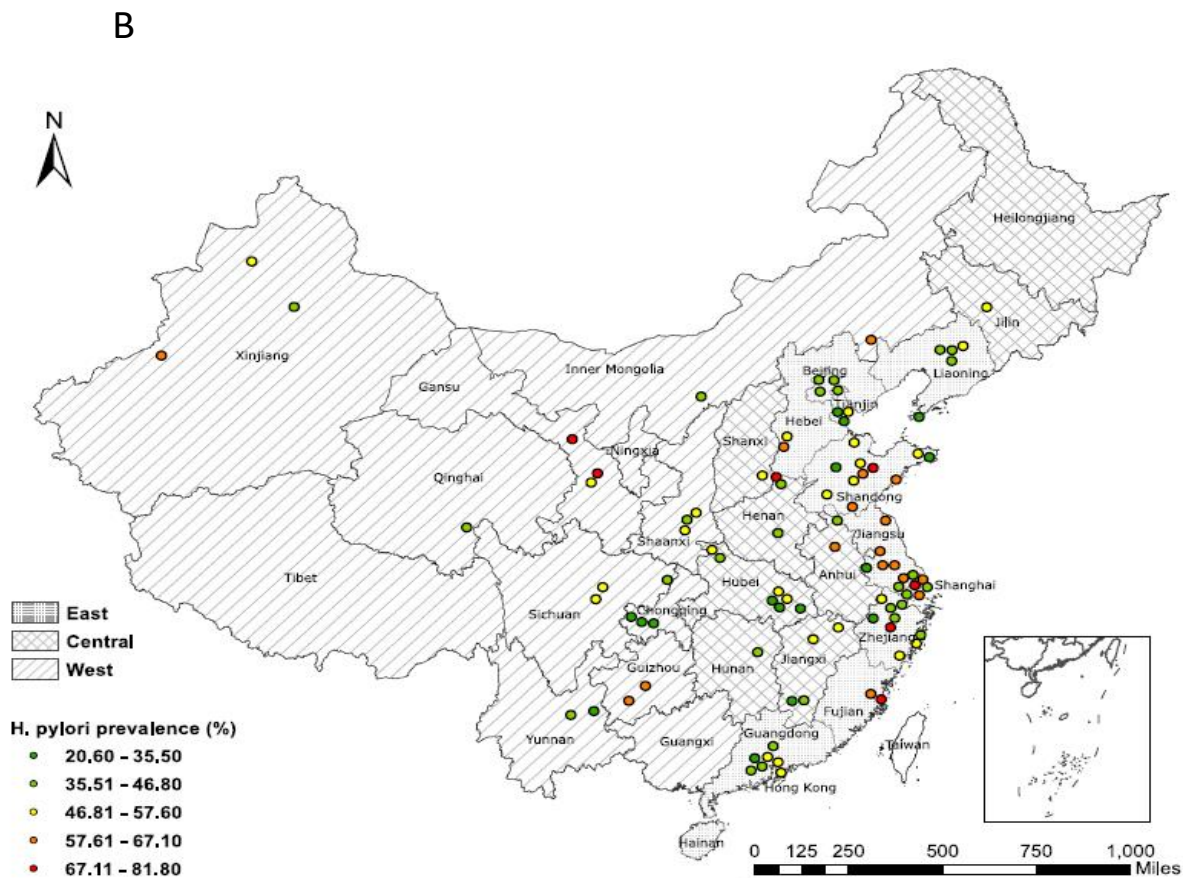 B
N
Heilongjiang
Jilin
Xinjiang
Liaoning
Inner Mongolia
Beijing
Gansu
Tianjin
Hebei
Shanxi
Ningxia
Qinghai
Shandong
Henan
Jiangsu
Shaanxi
Tibet
Anhui
Hubei
Shanghai
Sichuan
Chongqing
Zhejiang
East
Central
West
Guizhou
Hunan
Jiangxi
Fujian
H. pylori prevalence (%)
20.60 – 35.50
35.51 – 46.80
46.81 – 57.60
57.61 – 67.10
67.11 – 81.80
Yunnan
Guangxi
Guangdong
Taiwan
Hong Kong
Hainan
0 125 250 500 750 1,000
Miles